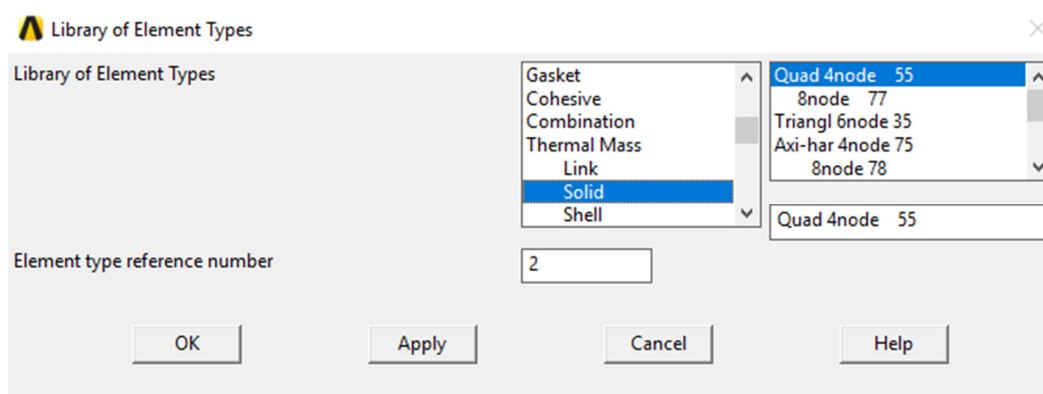 Library of Element Types
Library of Element Types
Gasket
Cohesive
Combination
Thermal Mass
Link
Solid
Shell
Quad 4node 55
8node 77
Triangl 6node 35
Axi-har 4node 75
8node 78
Quad 4node 55
Element type reference number
2
OK
Apply
Cancel
Help